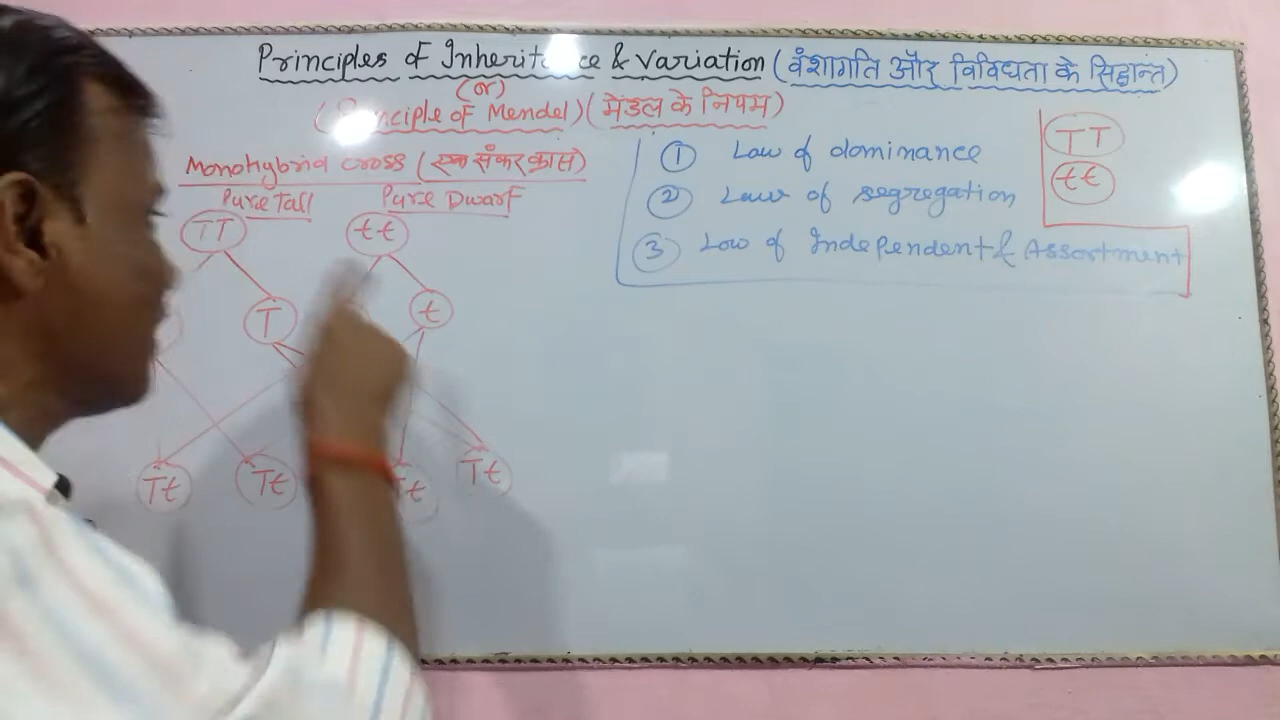 Principles of Inheritance & Variation (वंशागति और विविधता के सिद्धान्त)
(or)
(Principle of Mendel) (मेंडल के नियम)
Monohybrid cross (एक संकर क्रास)
Pure Tall Pure Dwarf
TT tt
T t
Tt Tt Tt Tt
① Law of dominance
② Law of segregation
③ Low of Independent & Assortment
TT
tt